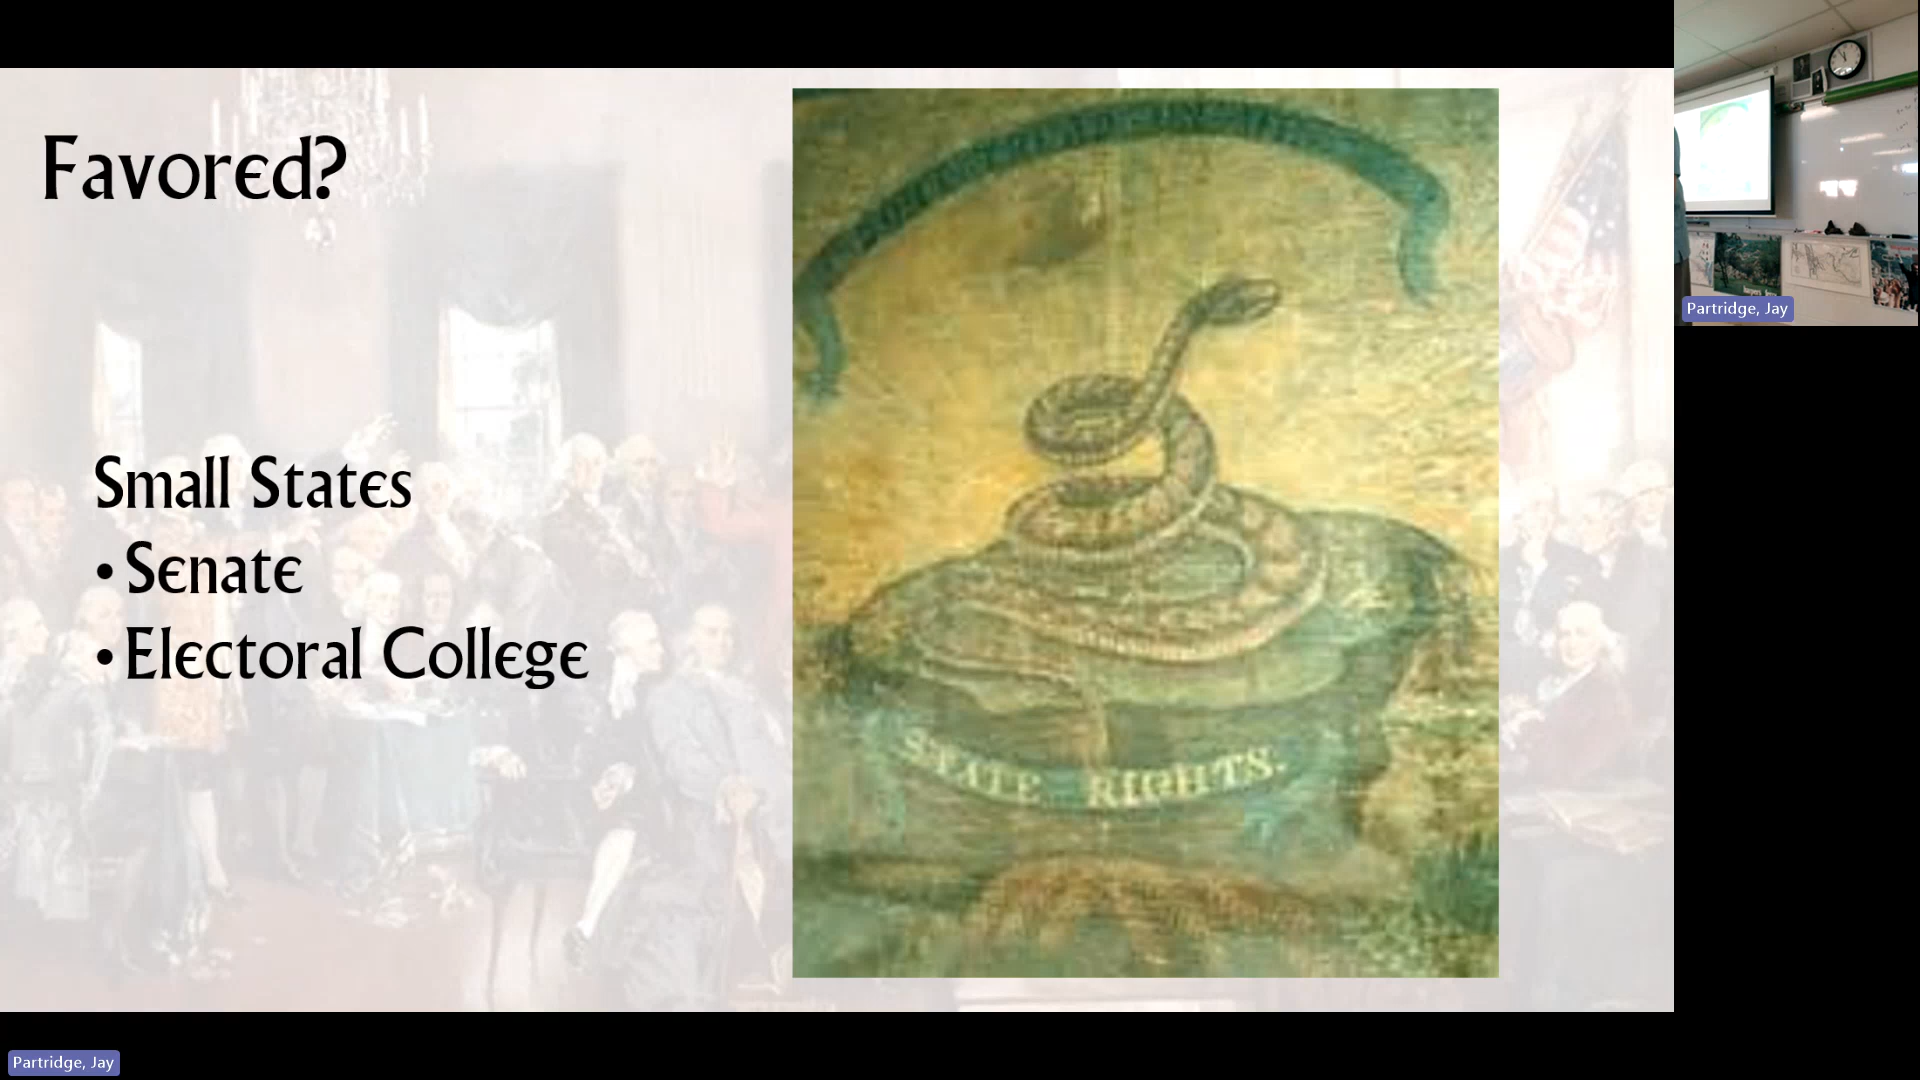 Favored?
Small States
• Senate
• Electoral College
STATE RIGHTS.
Partridge, Jay
Partridge, Jay